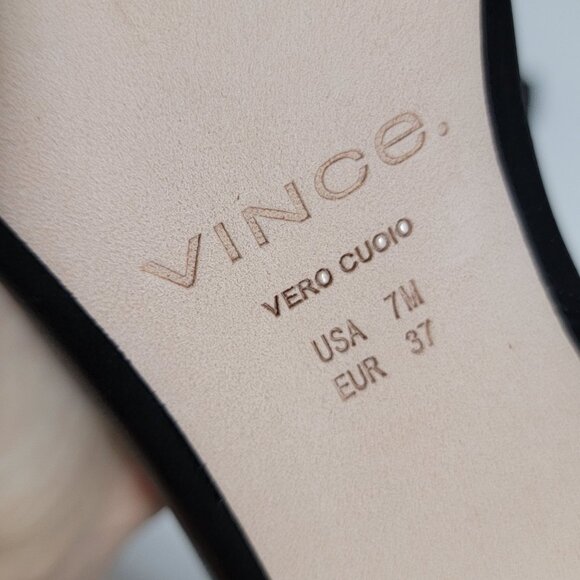 VINCE.
VERO CUOIO
USA 7M
EUR 37